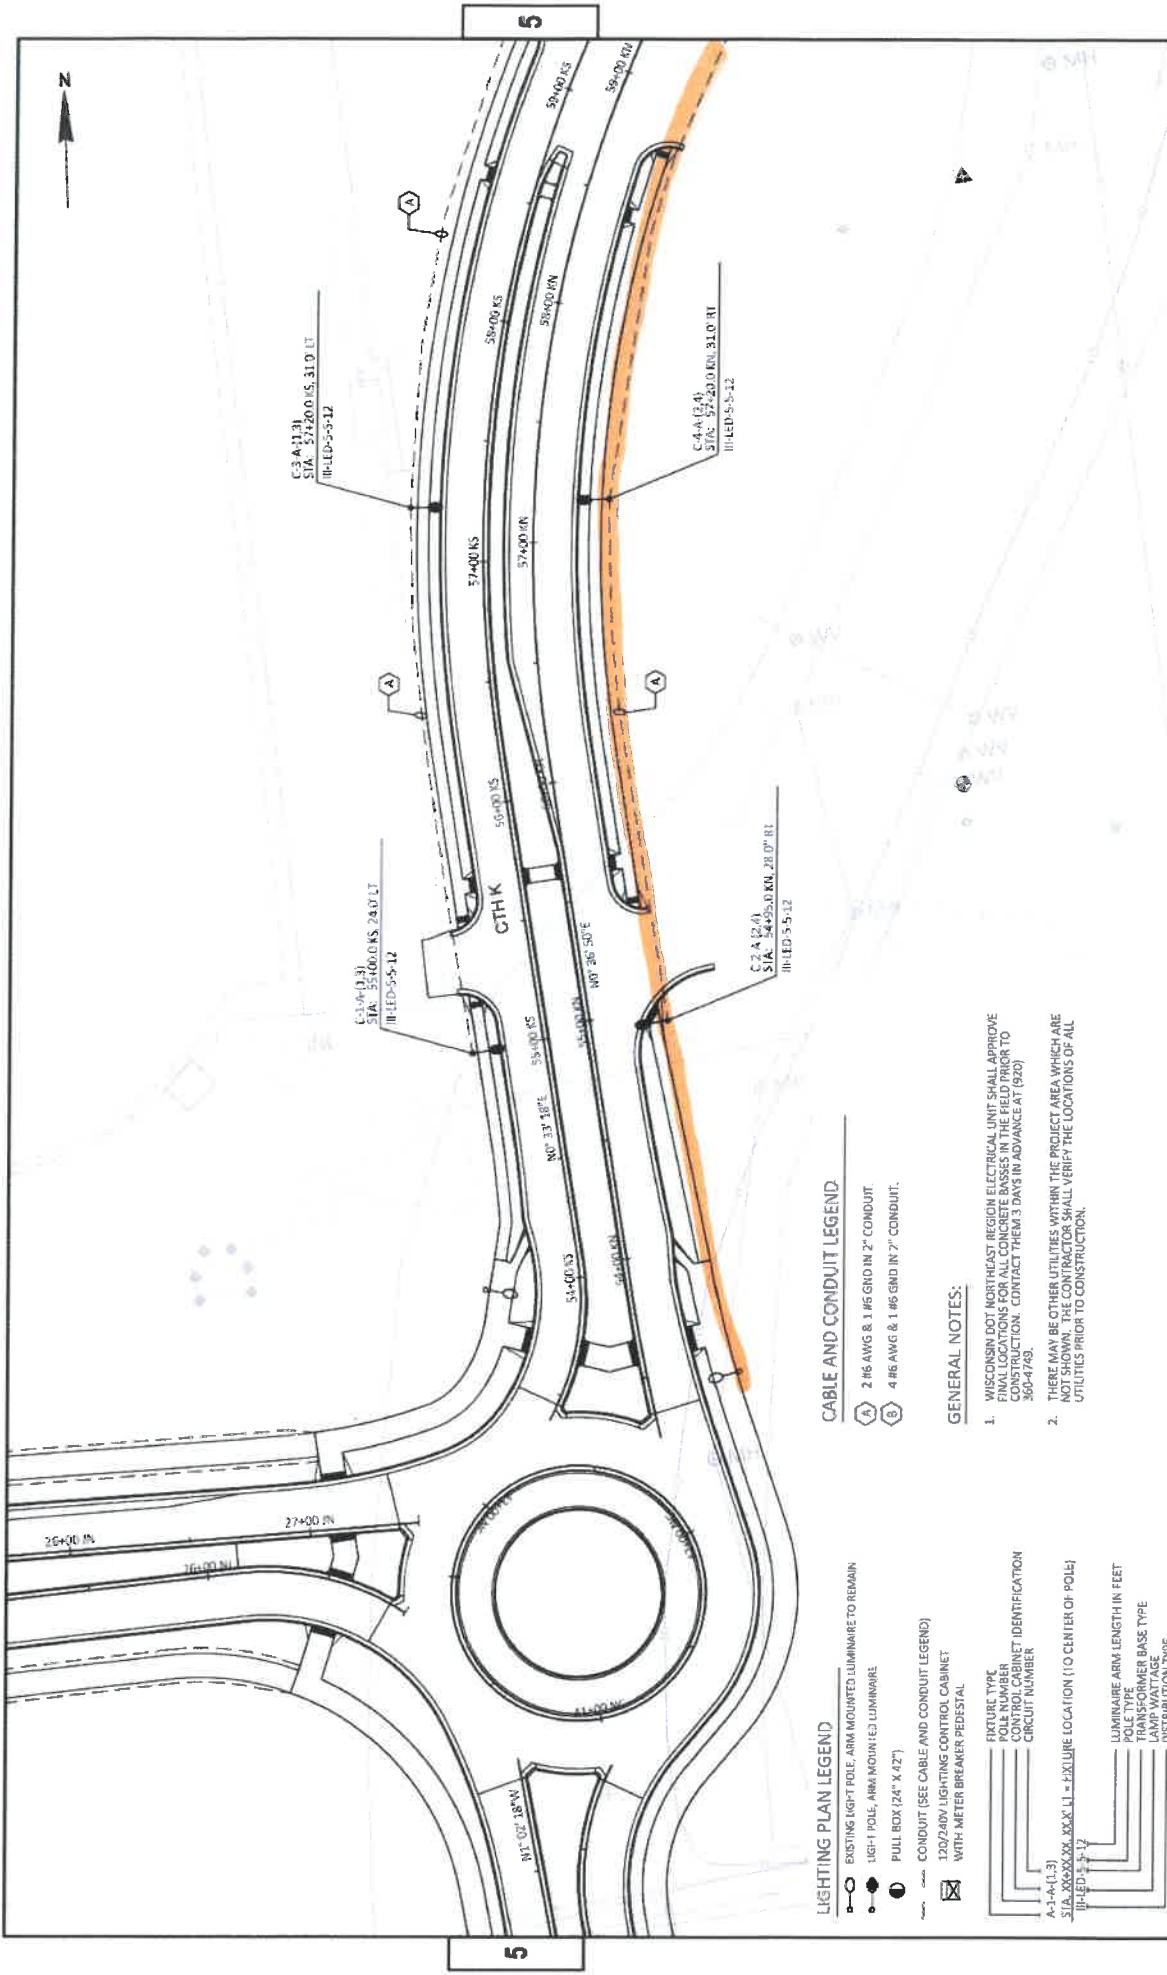 5
N
C-3-A-(1,3)
STA: 57+20.0 KS, 31.0' LT
III-LED-5-5-12
A
59+00 KS
59+00 KN
58+00 KS
58+00 KN
C-4-A-(2,4)
STA: 57+20.0 KN, 31.0' RT
III-LED-5-5-12
57+00 KS
57+00 KN
A
A
C-1-A-(1,3)
STA: 55+00.0 KS, 24.0' LT
III-LED-5-5-12
56+00 KS
CTH K
N0° 36' 50"E
C-2-A-(2,4)
STA: 54+95.0 KN, 28.0' RT
III-LED-5-5-12
55+00 KS
55+00 KN
N0° 33' 18"E
54+00 KS
54+00 KN
26+00 JN
27+00 JN
41+00 NC
N1° 02' 18"W
CABLE AND CONDUIT LEGEND
A 2 #6 AWG & 1 #6 GND IN 2" CONDUIT.
B 4 #6 AWG & 1 #6 GND IN 2" CONDUIT.
GENERAL NOTES:
1. WISCONSIN DOT NORTHEAST REGION ELECTRICAL UNIT SHALL APPROVE
FINAL LOCATIONS FOR ALL CONCRETE BASSES IN THE FIELD PRIOR TO
CONSTRUCTION. CONTACT THEM 3 DAYS IN ADVANCE AT (920)
360-4749.
2. THERE MAY BE OTHER UTILITIES WITHIN THE PROJECT AREA WHICH ARE
NOT SHOWN. THE CONTRACTOR SHALL VERIFY THE LOCATIONS OF ALL
UTILITIES PRIOR TO CONSTRUCTION.
LIGHTING PLAN LEGEND
EXISTING LIGHT POLE, ARM MOUNTED LUMINAIRE TO REMAIN
LIGHT POLE, ARM MOUNTED LUMINAIRE
PULL BOX (24" X 42")
CONDUIT (SEE CABLE AND CONDUIT LEGEND)
120/240V LIGHTING CONTROL CABINET
WITH METER BREAKER PEDESTAL
FIXTURE TYPE
POLE NUMBER
CONTROL CABINET IDENTIFICATION
CIRCUIT NUMBER
A-1-A-(1,3)
STA. XX+XX.XX, XX.X' LT = FIXTURE LOCATION (TO CENTER OF POLE)
III-LED-5-5-12
LUMINAIRE ARM LENGTH IN FEET
POLE TYPE
TRANSFORMER BASE TYPE
LAMP WATTAGE
DISTRIBUTION TYPE
5